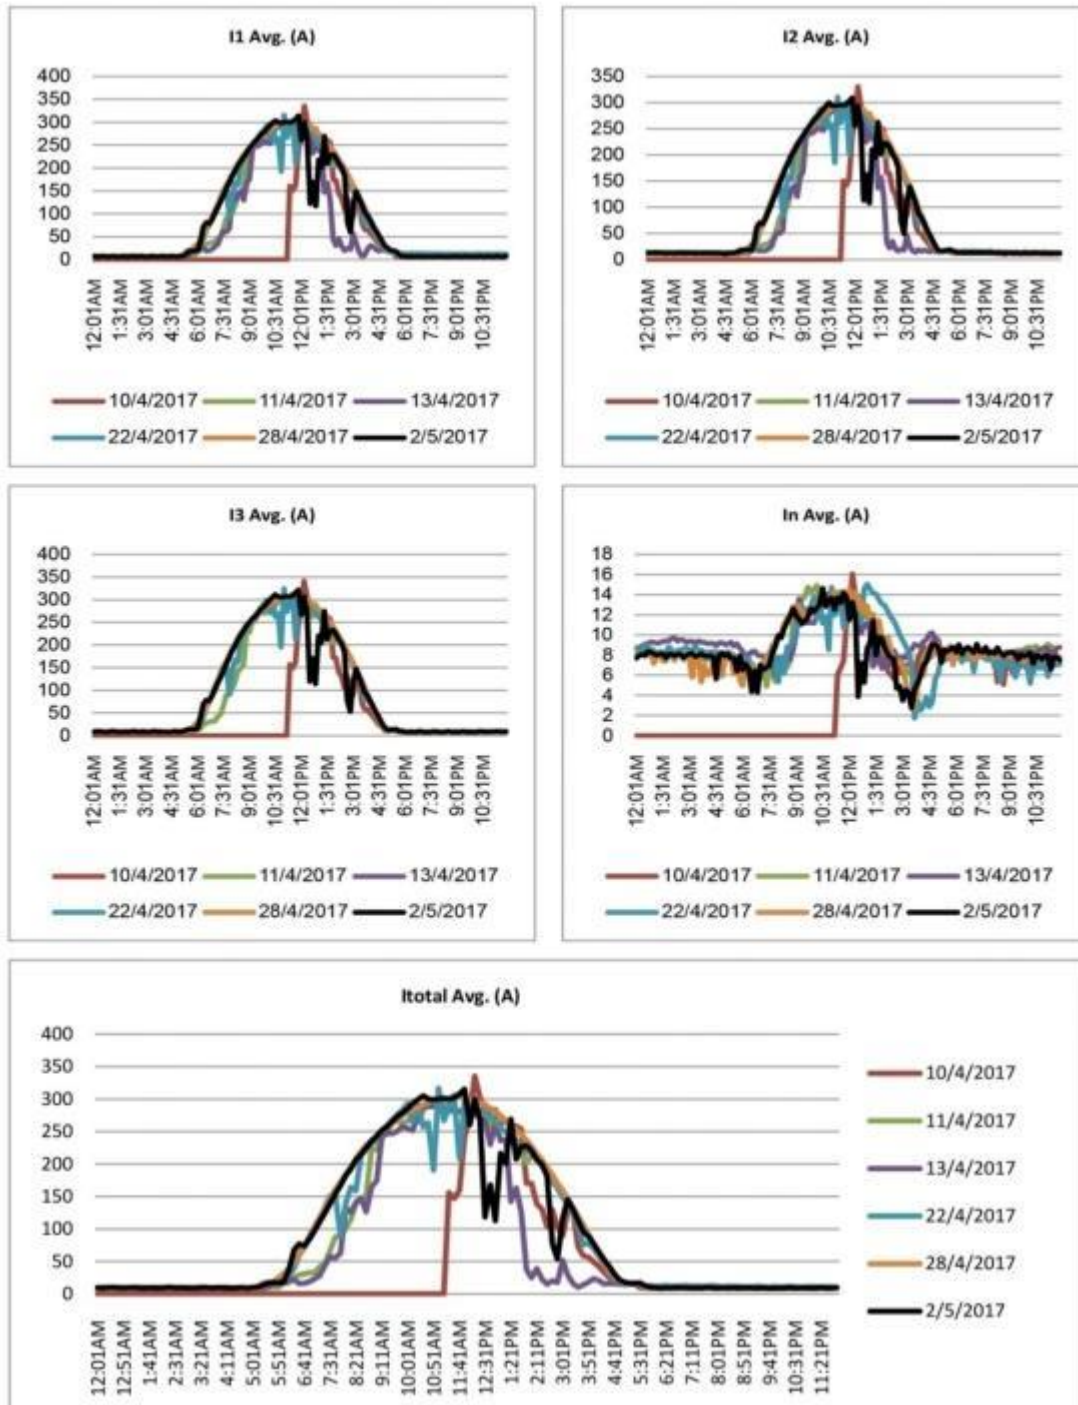 I1 Avg. (A)
400
350
300
250
200
150
100
50
0
12:01AM
1:31AM
3:01AM
4:31AM
6:01AM
7:31AM
9:01AM
10:31AM
12:01PM
1:31PM
3:01PM
4:31PM
6:01PM
7:31PM
9:01PM
10:31PM
10/4/2017 11/4/2017 13/4/2017
22/4/2017 28/4/2017 2/5/2017
I2 Avg. (A)
350
300
250
200
150
100
50
0
12:01AM
1:31AM
3:01AM
4:31AM
6:01AM
7:31AM
9:01AM
10:31AM
12:01PM
1:31PM
3:01PM
4:31PM
6:01PM
7:31PM
9:01PM
10:31PM
10/4/2017 11/4/2017 13/4/2017
22/4/2017 28/4/2017 2/5/2017
I3 Avg. (A)
400
350
300
250
200
150
100
50
0
12:01AM
1:31AM
3:01AM
4:31AM
6:01AM
7:31AM
9:01AM
10:31AM
12:01PM
1:31PM
3:01PM
4:31PM
6:01PM
7:31PM
9:01PM
10:31PM
10/4/2017 11/4/2017 13/4/2017
22/4/2017 28/4/2017 2/5/2017
In Avg. (A)
18
16
14
12
10
8
6
4
2
0
12:01AM
1:31AM
3:01AM
4:31AM
6:01AM
7:31AM
9:01AM
10:31AM
12:01PM
1:31PM
3:01PM
4:31PM
6:01PM
7:31PM
9:01PM
10:31PM
10/4/2017 11/4/2017 13/4/2017
22/4/2017 28/4/2017 2/5/2017
Itotal Avg. (A)
400
350
300
250
200
150
100
50
0
12:01AM
12:51AM
1:41AM
2:31AM
3:21AM
4:11AM
5:01AM
5:51AM
6:41AM
7:31AM
8:21AM
9:11AM
10:01AM
10:51AM
11:41AM
12:31PM
1:21PM
2:11PM
3:01PM
3:51PM
4:41PM
5:31PM
6:21PM
7:11PM
8:01PM
8:51PM
9:41PM
10:31PM
11:21PM
10/4/2017
11/4/2017
13/4/2017
22/4/2017
28/4/2017
2/5/2017